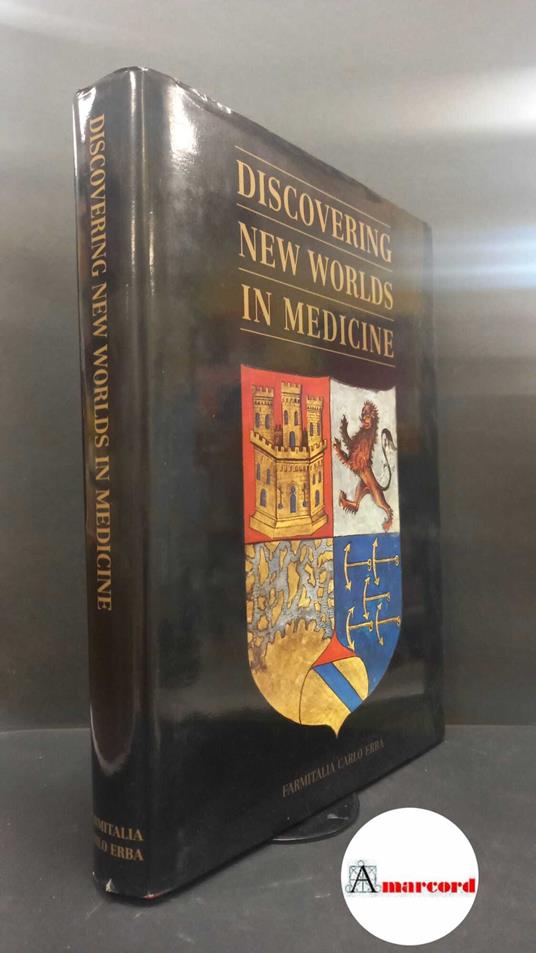 DISCOVERING NEW WORLDS IN MEDICINE
FARMITALIA
CARLO ERBA
DISCOVERING
NEW WORLDS
IN MEDICINE
FARMITALIA CARLO ERBA
Amarcord